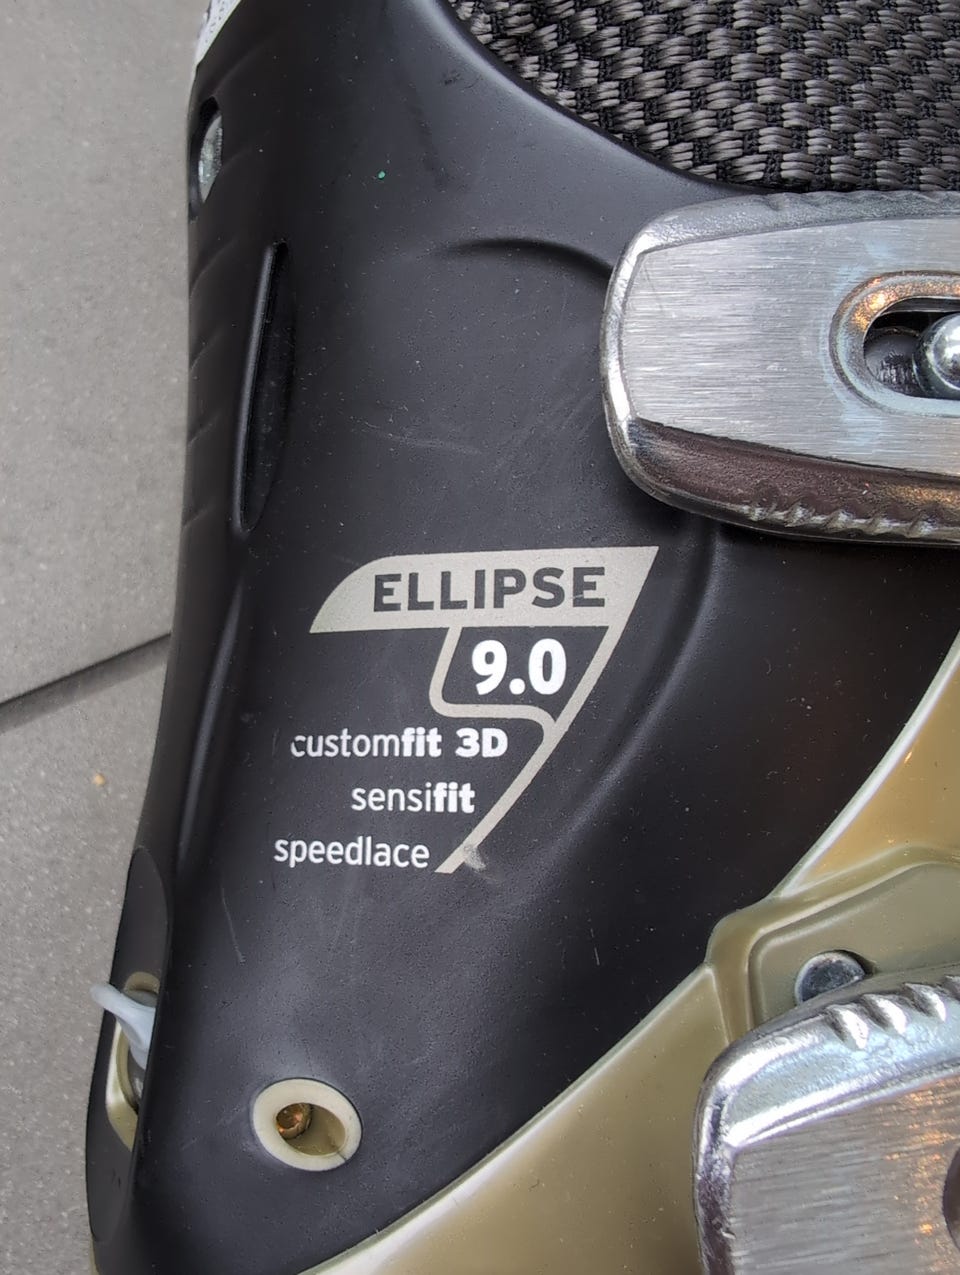 ELLIPSE
9.0
customfit 3D
sensifit
speedlace